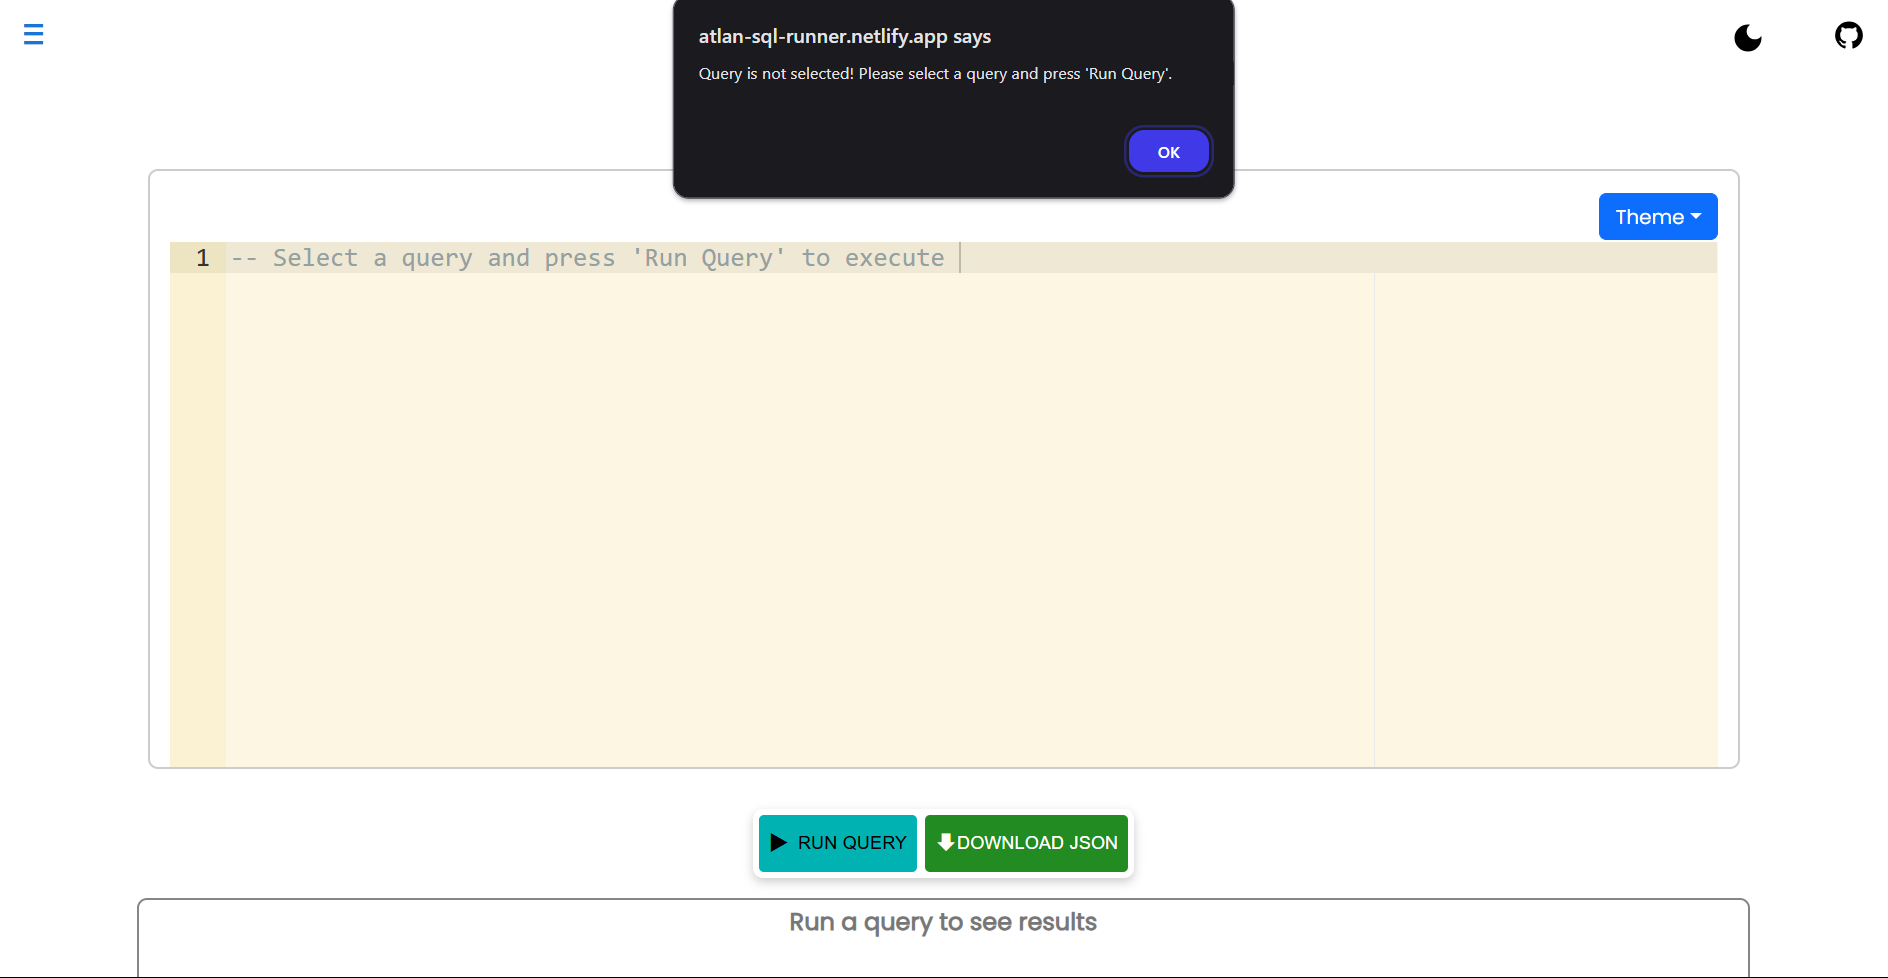 atlan-sql-runner.netlify.app says
Query is not selected! Please select a query and press 'Run Query'.
OK
Theme
1 -- Select a query and press 'Run Query' to execute
RUN QUERY
DOWNLOAD JSON
Run a query to see results